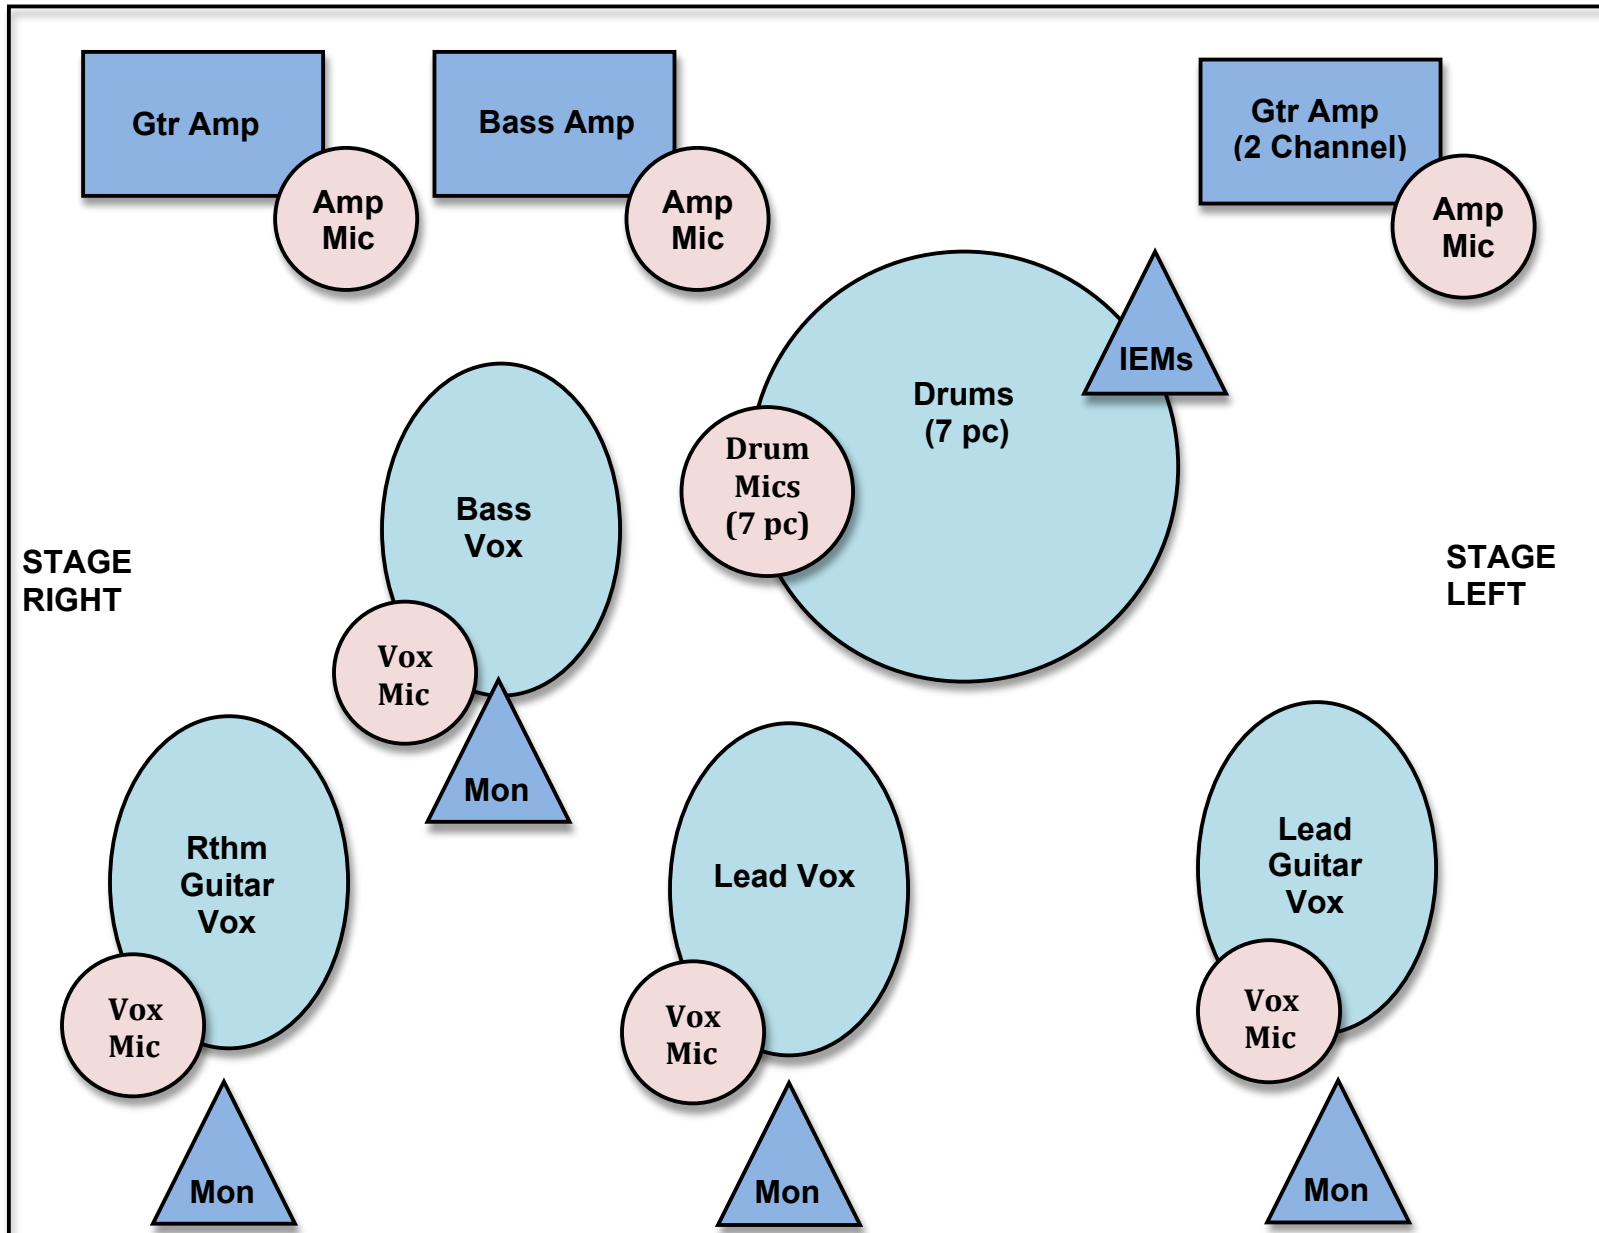 Gtr Amp
Bass Amp
Gtr Amp
(2 Channel)
Amp
Mic
Amp
Mic
Amp
Mic
IEMs
Drums
(7 pc)
Drum
Mics
(7 pc)
Bass
Vox
STAGE
RIGHT
STAGE
LEFT
Vox
Mic
Mon
Rthm
Guitar
Vox
Lead Vox
Lead
Guitar
Vox
Vox
Mic
Vox
Mic
Vox
Mic
Mon
Mon
Mon